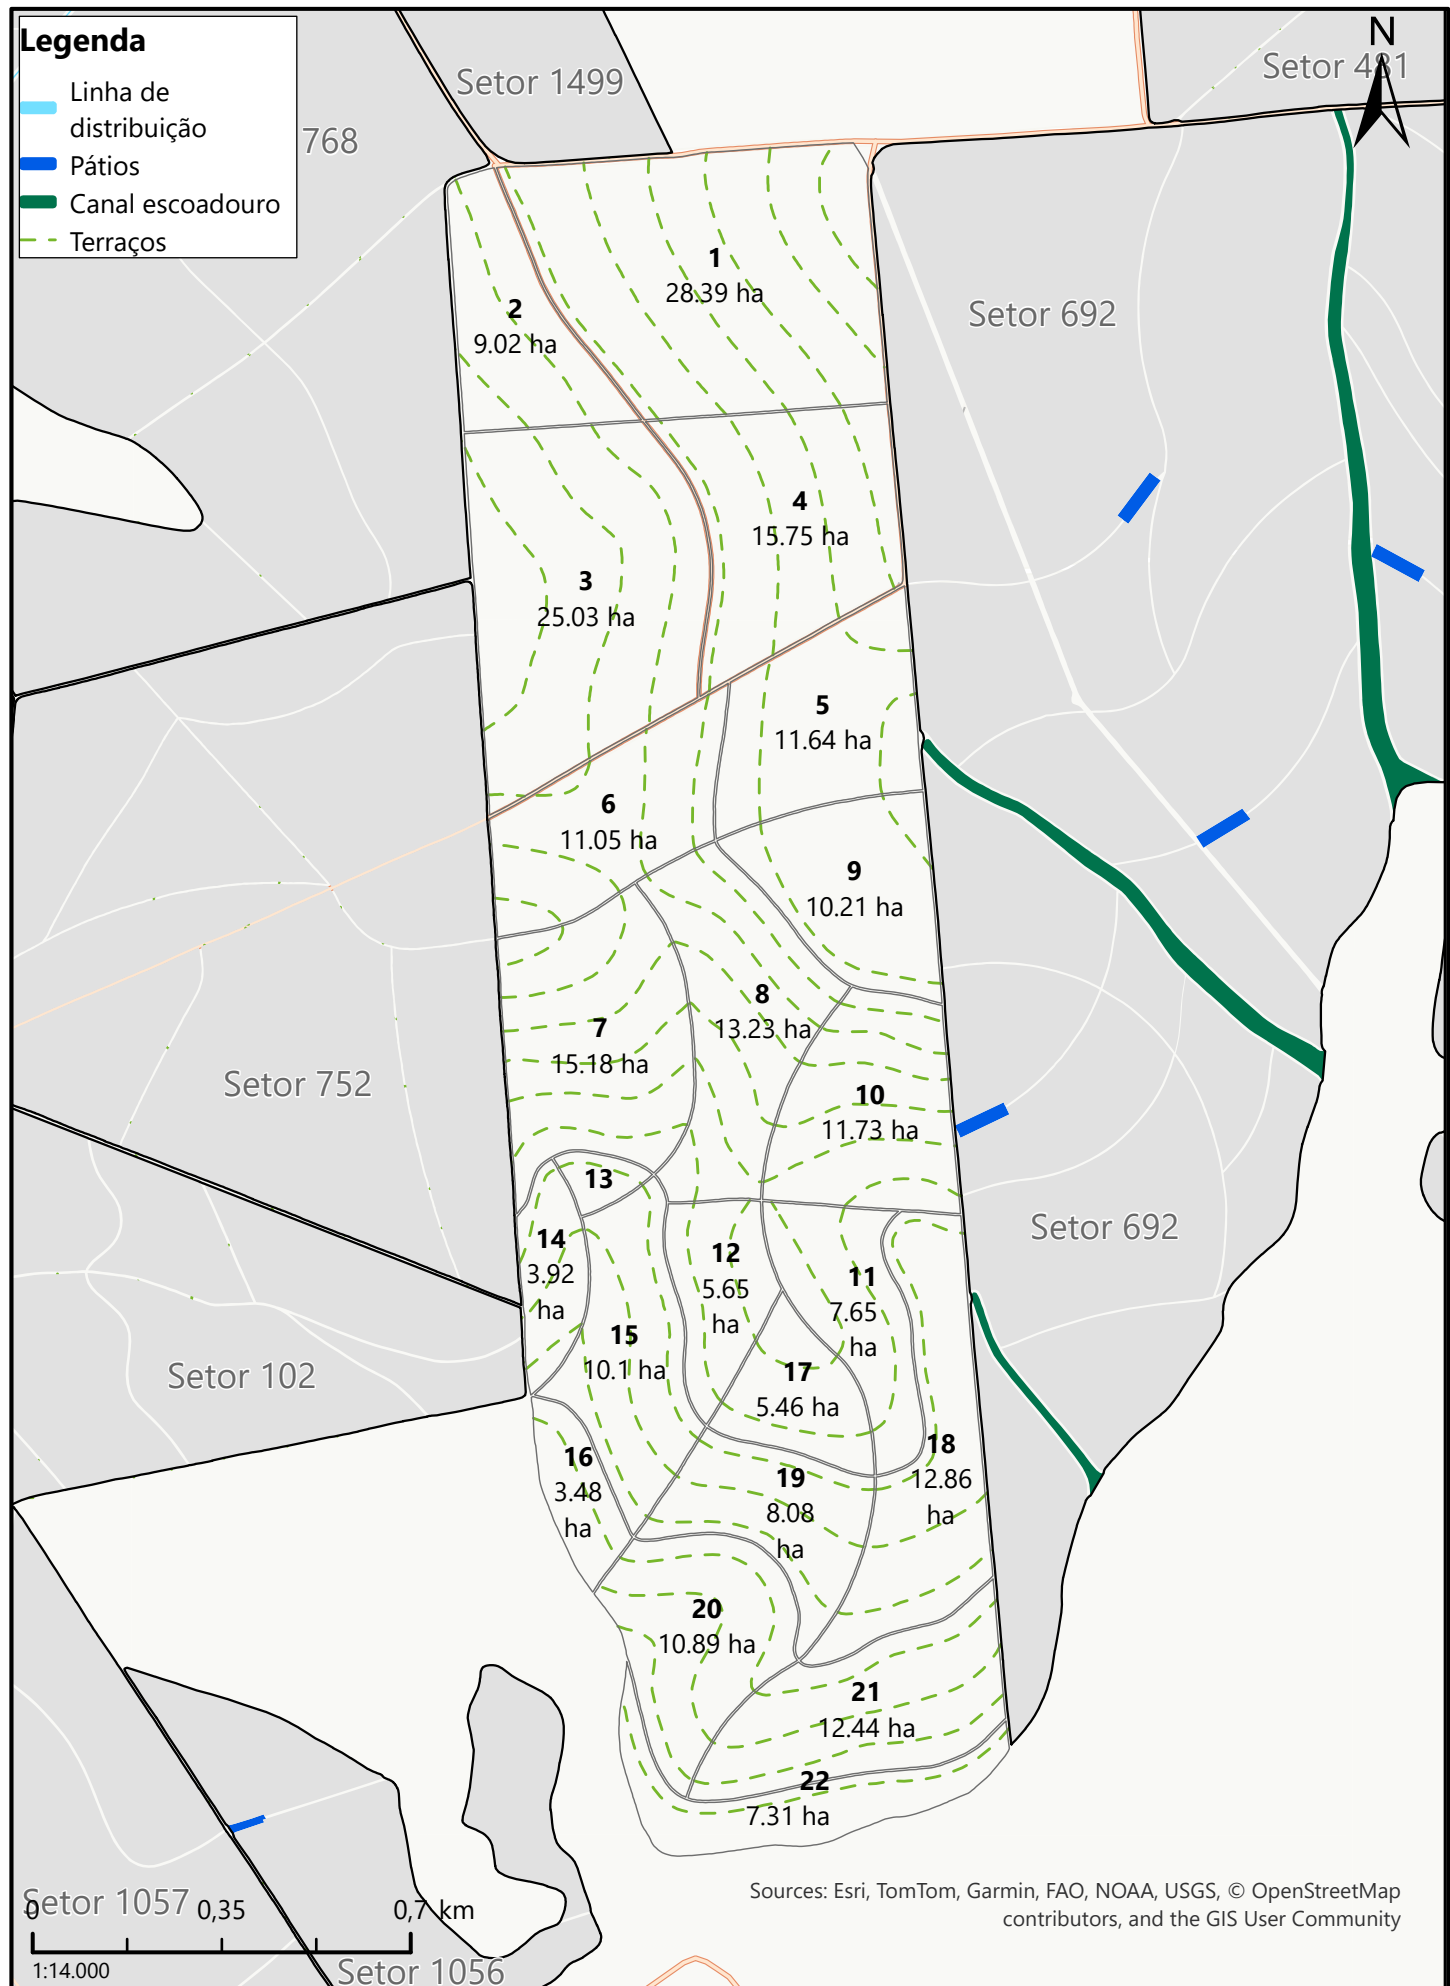 Legenda
Linha de
distribuição
Pátios
Canal escoadouro
Terraços
N
Setor 1499
Setor 481
768
1
28.39 ha
2
9.02 ha
Setor 692
4
15.75 ha
3
25.03 ha
5
11.64 ha
6
11.05 ha
9
10.21 ha
8
13.23 ha
7
15.18 ha
Setor 752
10
11.73 ha
13
14
3.92
ha
12
5.65
ha
11
7.65
ha
Setor 692
15
10.1 ha
17
5.46 ha
Setor 102
16
3.48
ha
19
8.08
ha
18
12.86
ha
20
10.89 ha
21
12.44 ha
22
7.31 ha
Sources: Esri, TomTom, Garmin, FAO, NOAA, USGS, © OpenStreetMap
contributors, and the GIS User Community
Setor 1057
0 0,35 0,7 km
1:14.000
Setor 1056